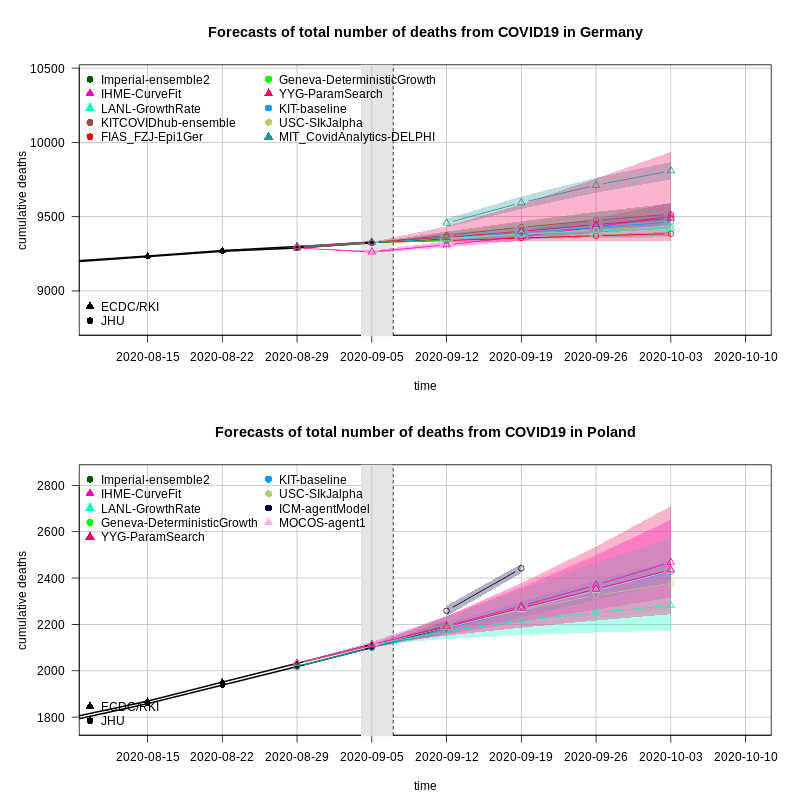 Forecasts of total number of deaths from COVID19 in Germany
10500
10000
9500
9000
cumulative deaths
Imperial-ensemble2
IHME-CurveFit
LANL-GrowthRate
KITCOVIDhub-ensemble
FIAS_FZJ-Epi1Ger
Geneva-DeterministicGrowth
YYG-ParamSearch
KIT-baseline
USC-SIkJalpha
MIT_CovidAnalytics-DELPHI
ECDC/RKI
JHU
2020-08-15 2020-08-22 2020-08-29 2020-09-05 2020-09-12 2020-09-19 2020-09-26 2020-10-03 2020-10-10
time
Forecasts of total number of deaths from COVID19 in Poland
2800
2600
2400
2200
2000
1800
cumulative deaths
Imperial-ensemble2
IHME-CurveFit
LANL-GrowthRate
Geneva-DeterministicGrowth
YYG-ParamSearch
KIT-baseline
USC-SIkJalpha
ICM-agentModel
MOCOS-agent1
ECDC/RKI
JHU
2020-08-15 2020-08-22 2020-08-29 2020-09-05 2020-09-12 2020-09-19 2020-09-26 2020-10-03 2020-10-10
time